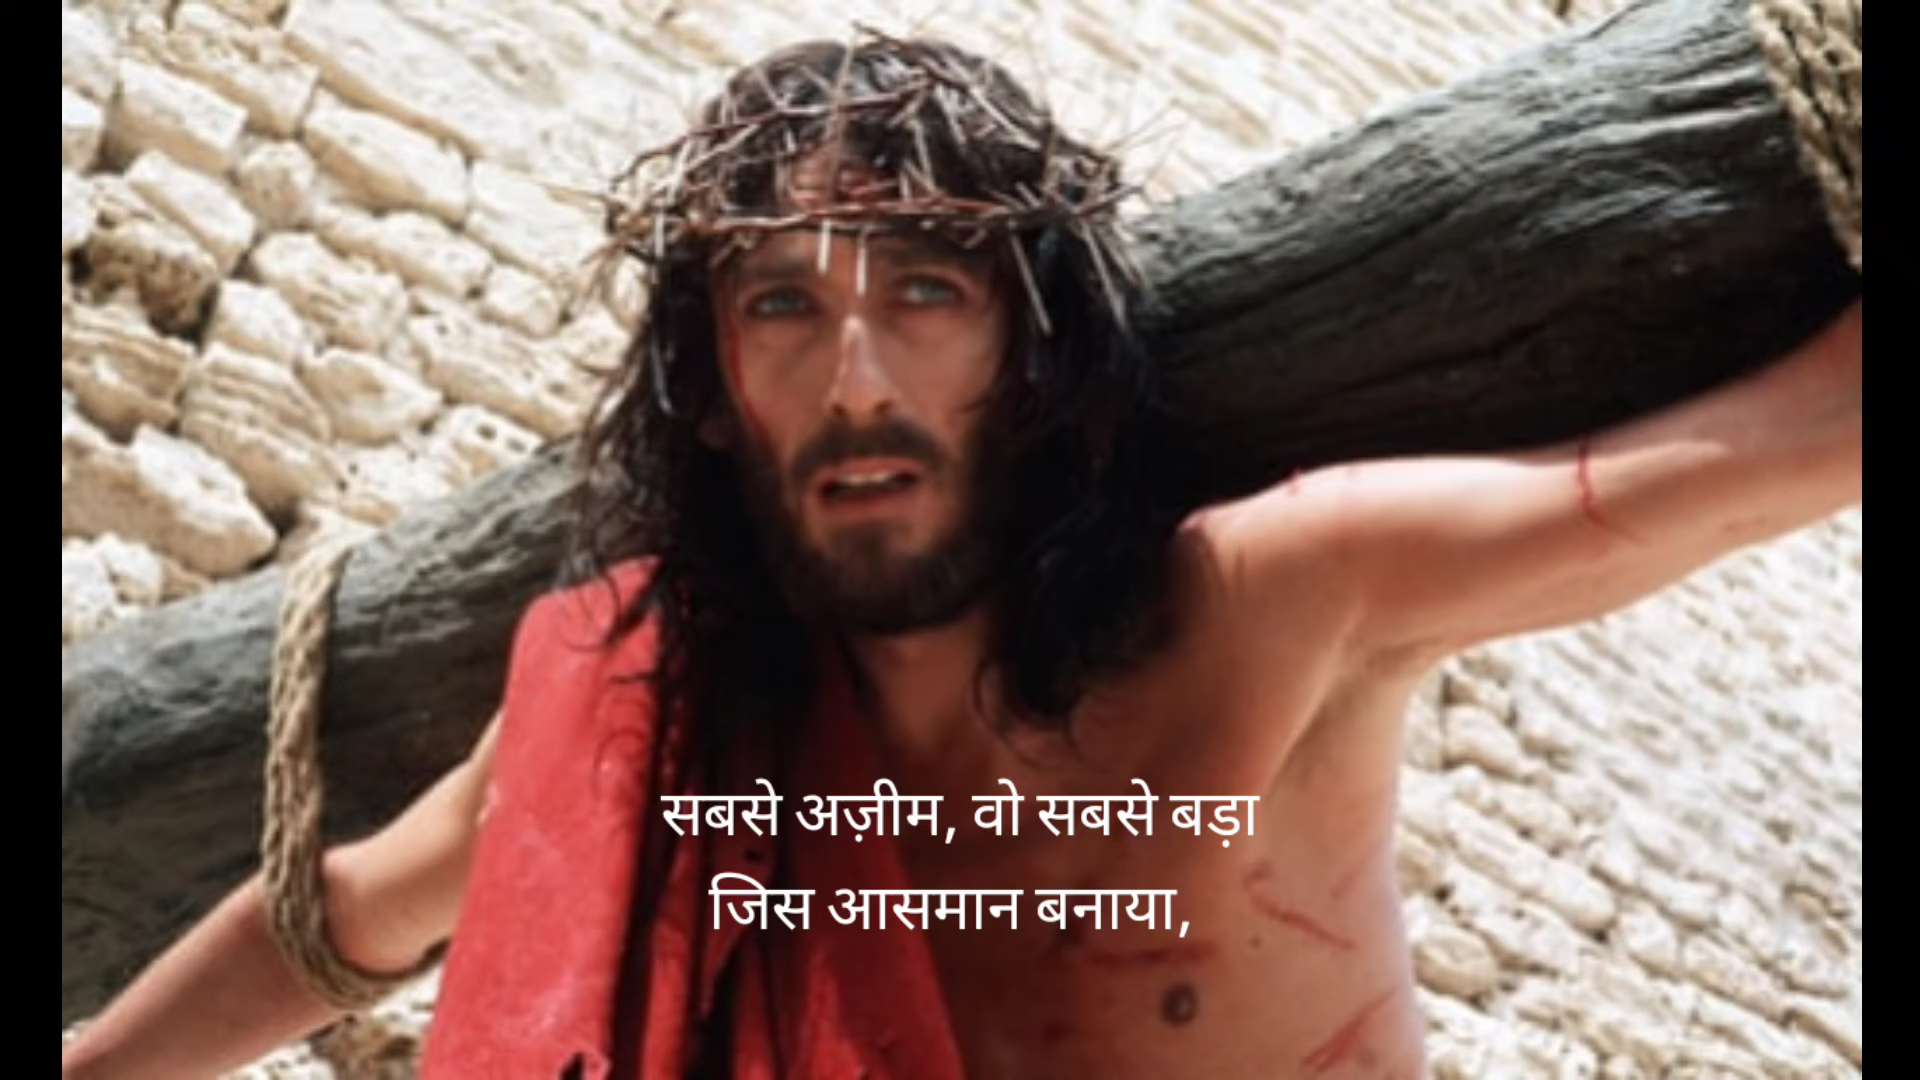 सबसे अज़ीम, वो सबसे बड़ा
जिस आसमान बनाया,